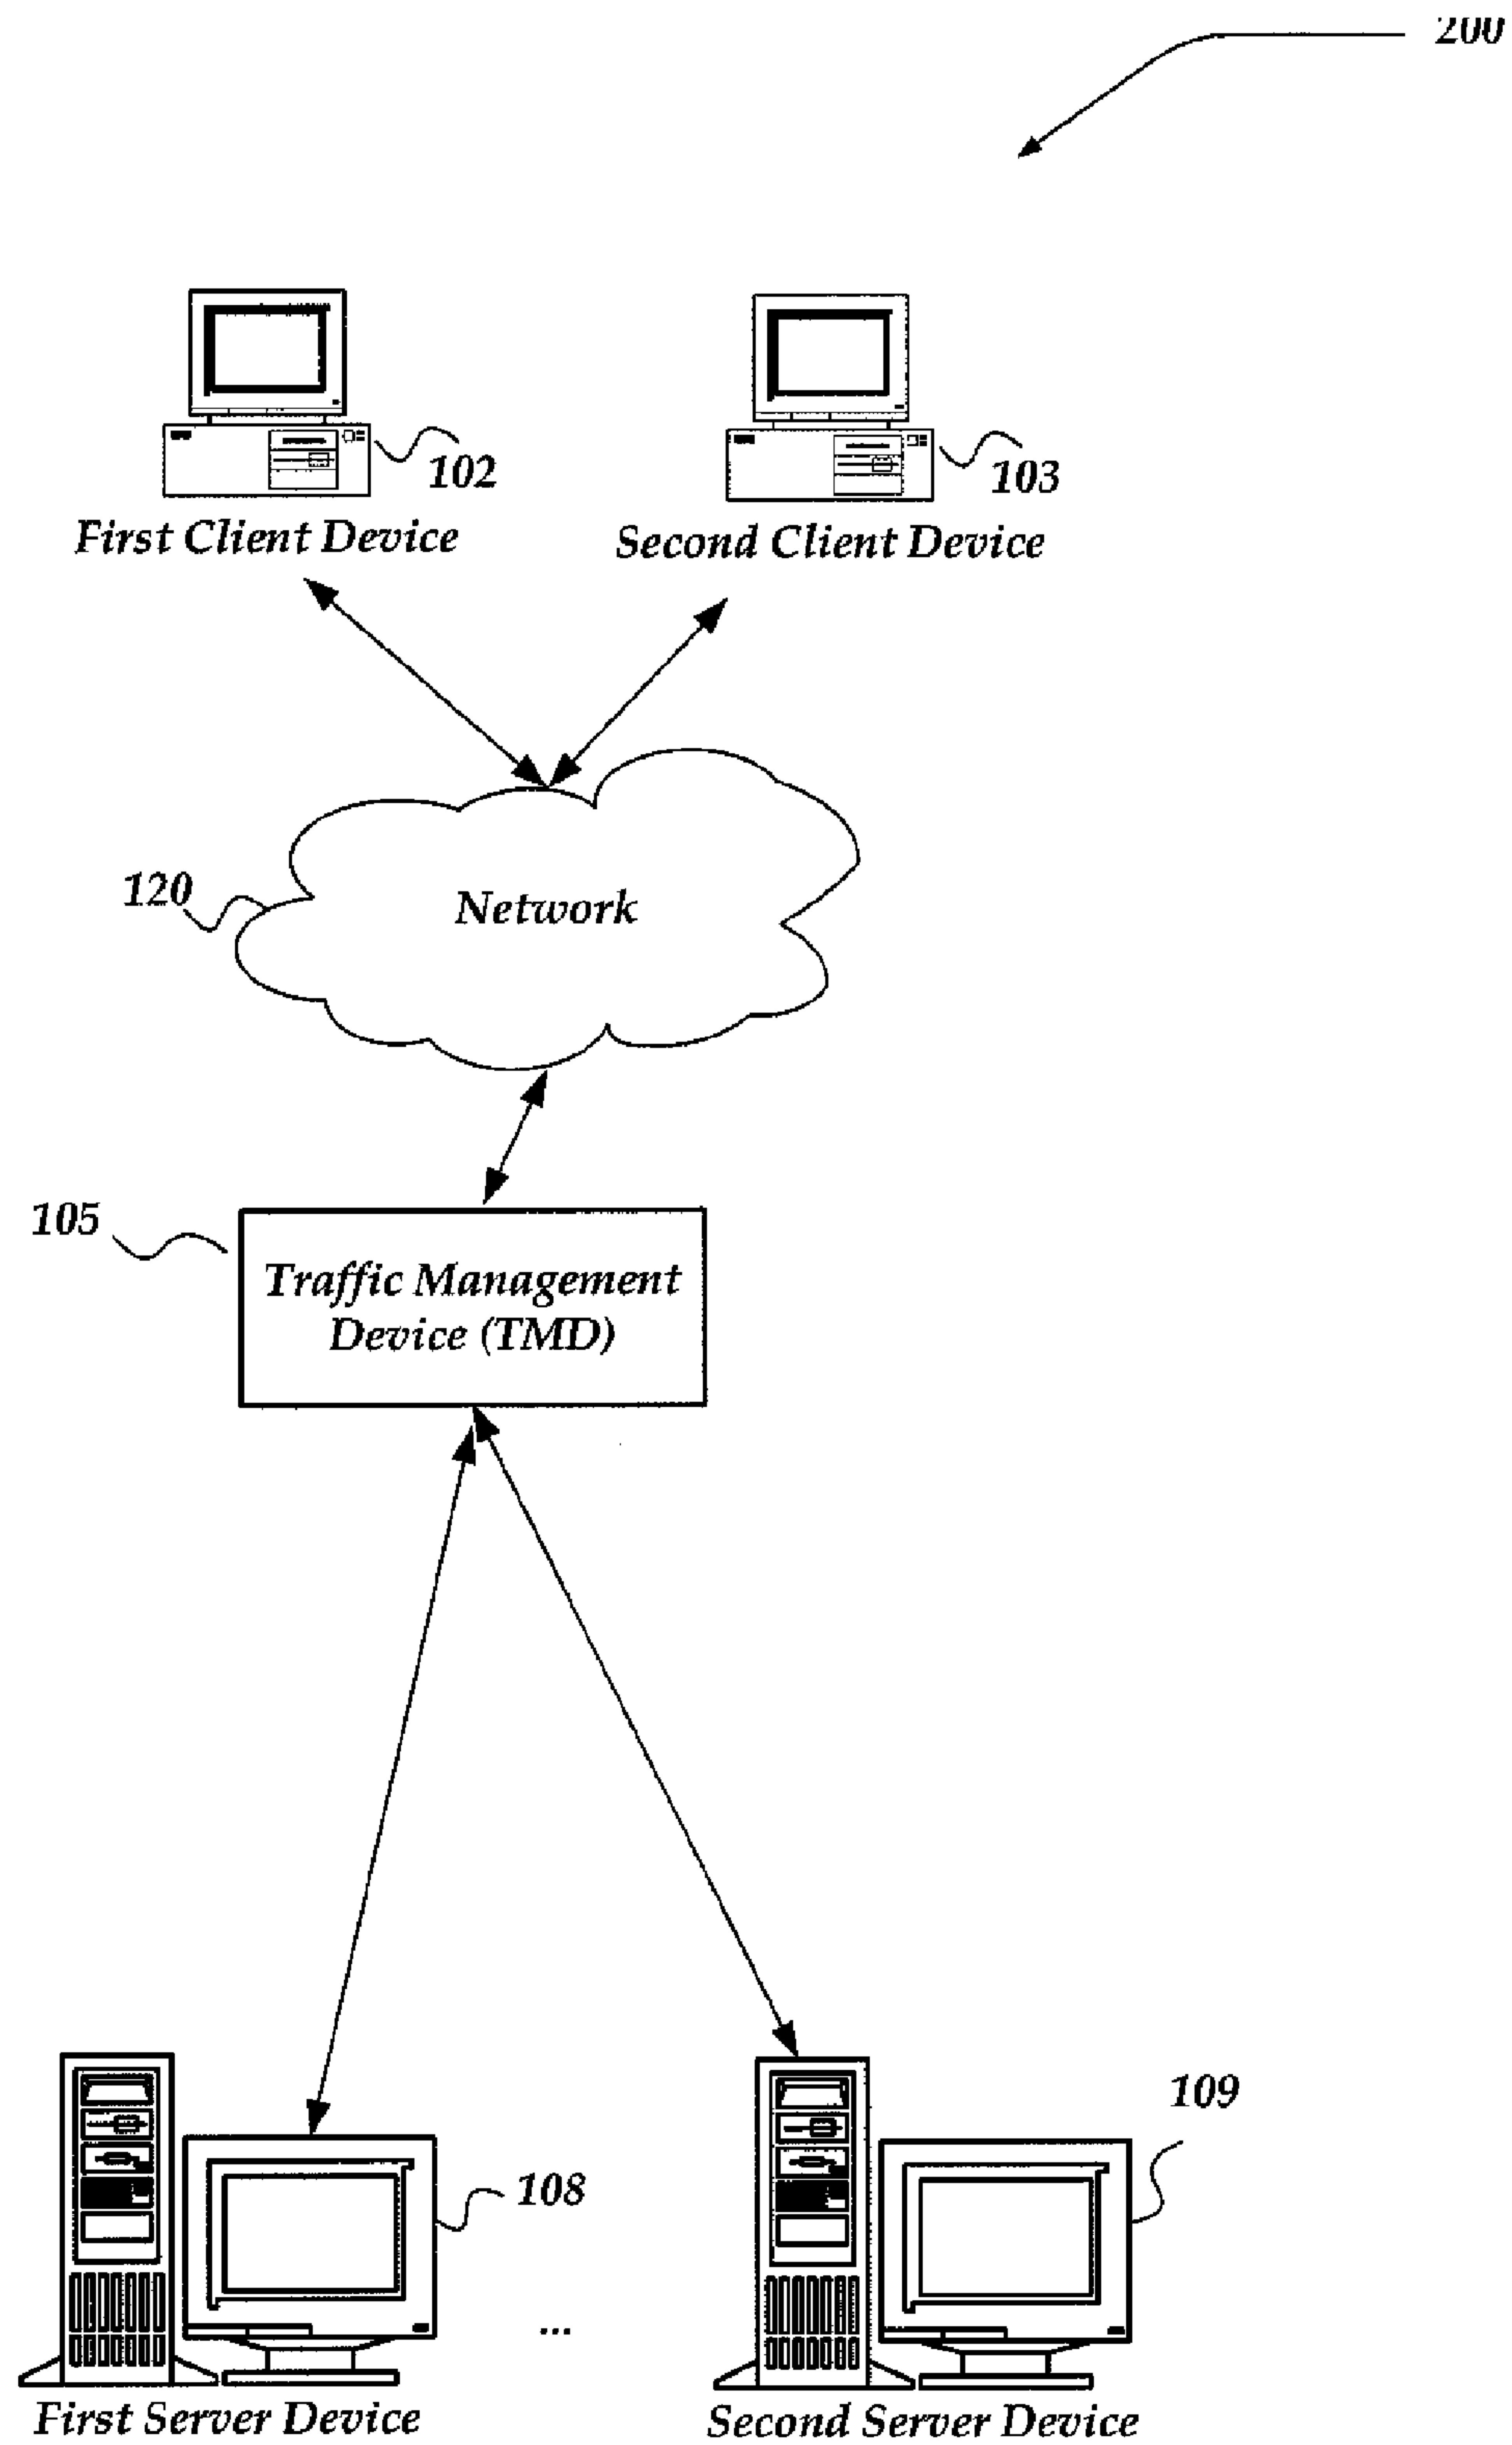 200
102
103
First Client Device
Second Client Device
120
Network
105
Traffic Management
Device (TMD)
109
108
...
First Server Device
Second Server Device